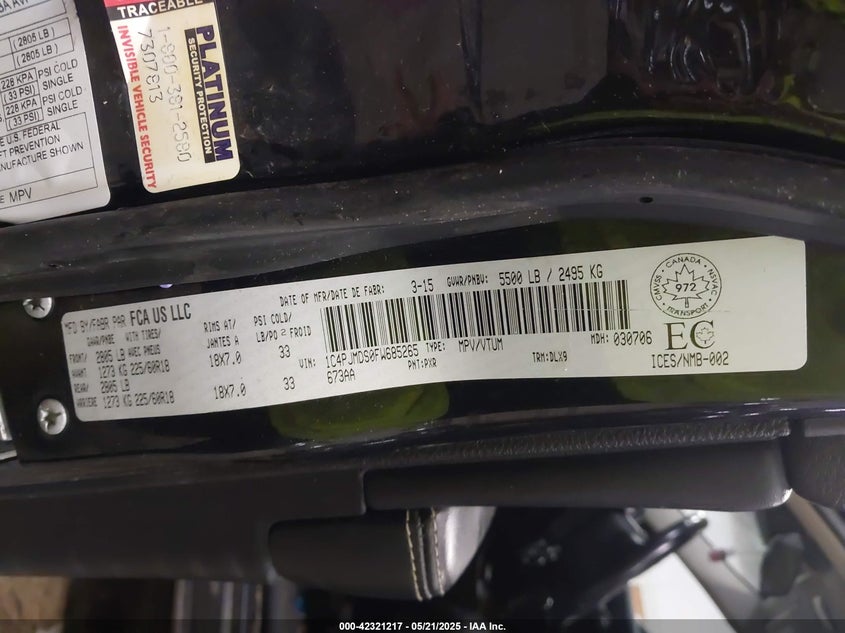 (2805 LB)
(2805 LB)
228 KPA
(33 PSI)
PSI COLD
SINGLE
228 KPA
(33 PSI)
PSI COLD
SINGLE
U.S. FEDERAL
PREVENTION
SHOWN
MPV
TRACEABLE
INVISIBLE VEHICLE SECURITY
7307813
1-800-381-2580
PLATINUM
SECURITY PROTECTION
MFD BY/FABR PAR FCA US LLC
DATE OF MFR/DATE DE FABR: 3-15 GVWR/PNBV: 5500 LB / 2495 KG
GAWR/PNBE WITH TIRES/ RIMS AT/ PSI COLD/
AVEC PNEUS JANTES A LB/PO2 FROID
FRONT/ 2805 LB
AVANT 1273 KG 225/60R18 18X7.0 33
REAR/ 2805 LB
ARRIERE 1273 KG 225/60R18 18X7.0 33
VIN: 1C4PJMDS0FW685265 TYPE: MPV/VTUM MDH: 030706
673AA PNT: PXR TRM: DLX9
CANADA
CMVSS NSVAC
972
TRANSPORT
EC
ICES/NMB-002
000-42321217 - 05/21/2025 - IAA Inc.